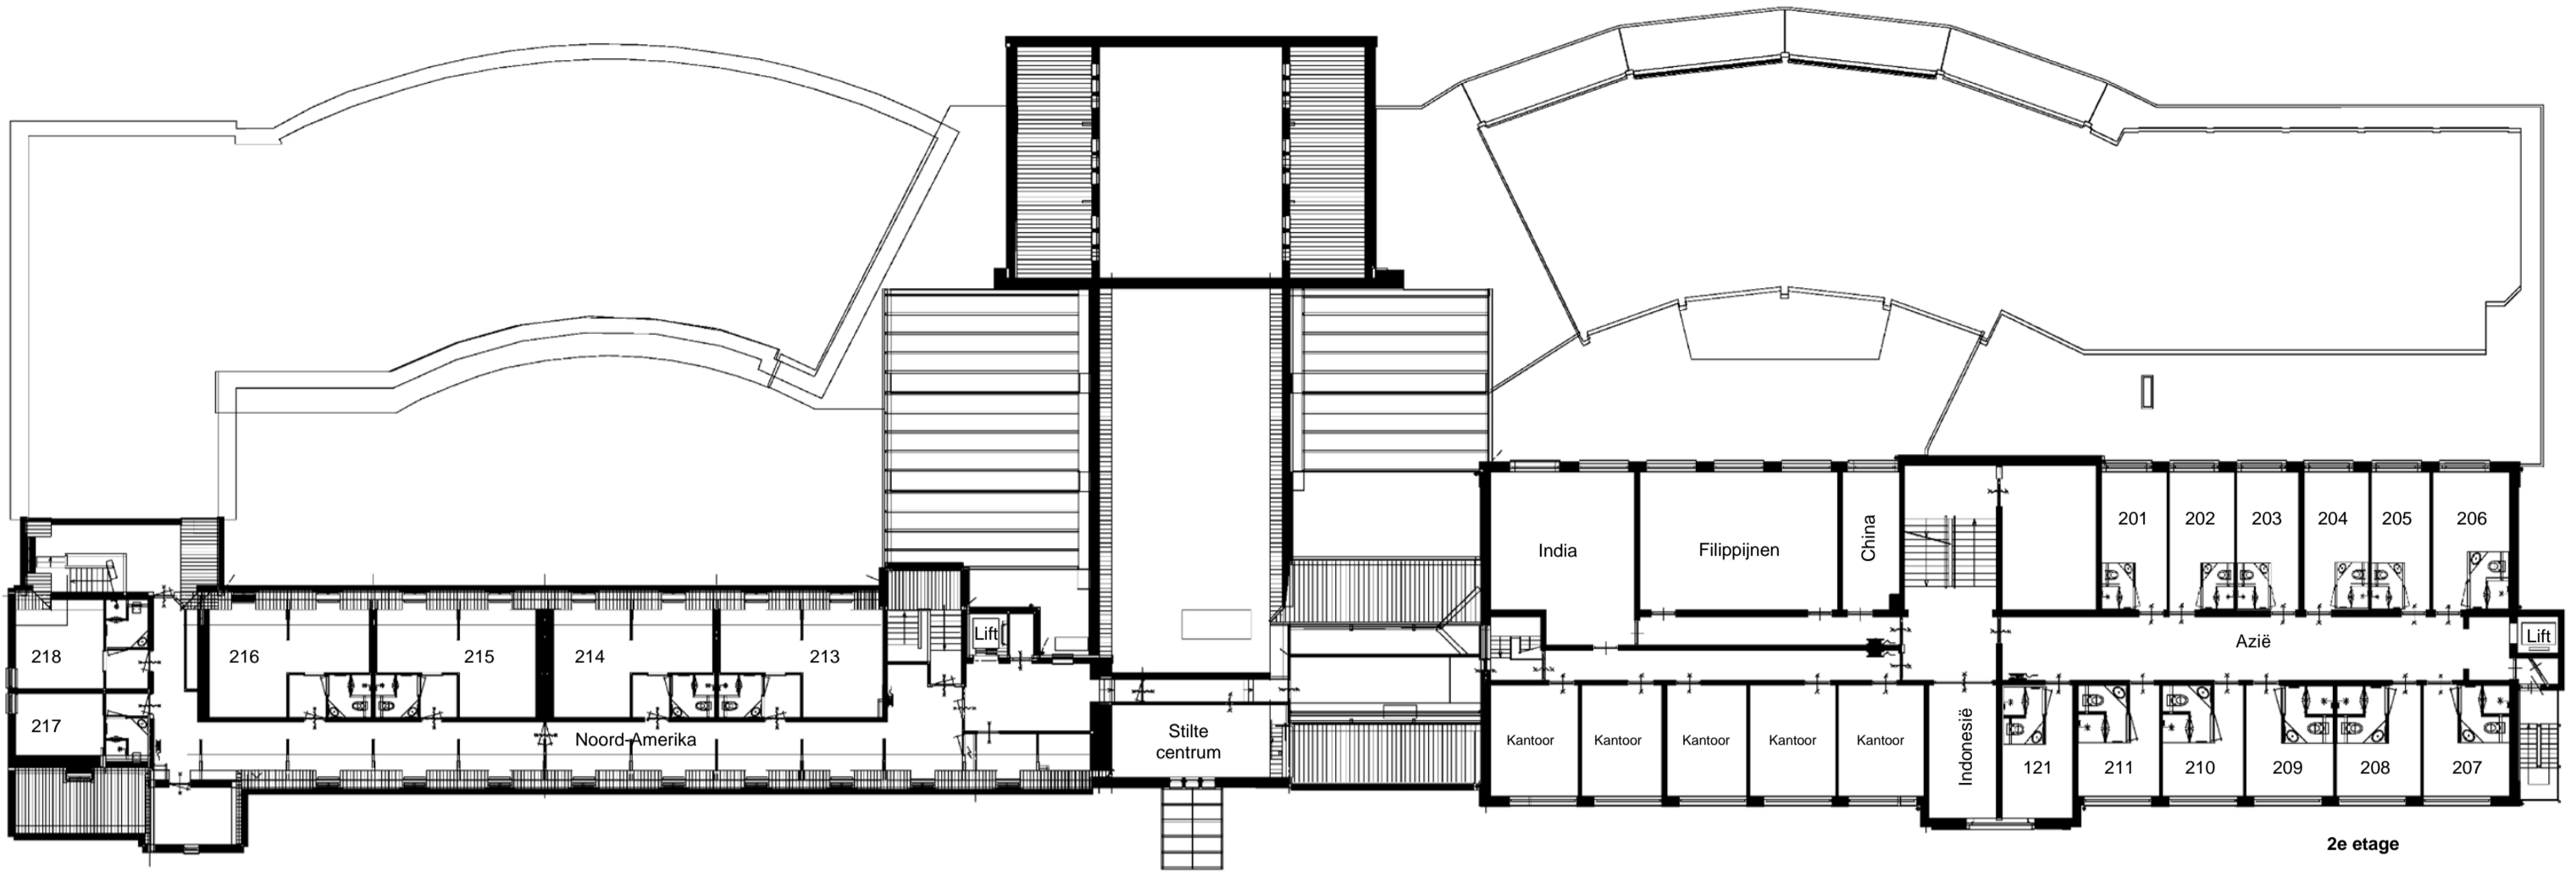 201
202
203
204
205
206
India
Filippijnen
China
Lift
Lift
Azië
218
216
215
214
213
217
Noord-Amerika
Stilte
centrum
Kantoor
Kantoor
Kantoor
Kantoor
Kantoor
Indonesië
121
211
210
209
208
207
2e etage